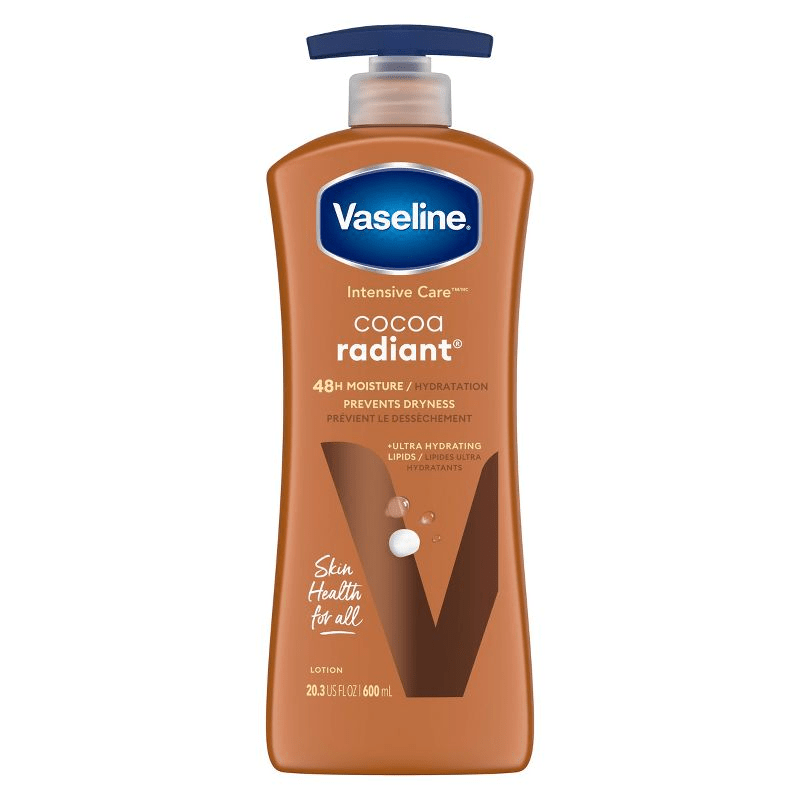 Vaseline®
Intensive Care™/MC
cocoa
radiant®
48H MOISTURE / HYDRATATION
PREVENTS DRYNESS
PRÉVIENT LE DESSÈCHEMENT
+ULTRA HYDRATING
LIPIDS / LIPIDES ULTRA
HYDRATANTS
Skin
Health
for all
LOTION
20.3 US FL OZ | 600 mL